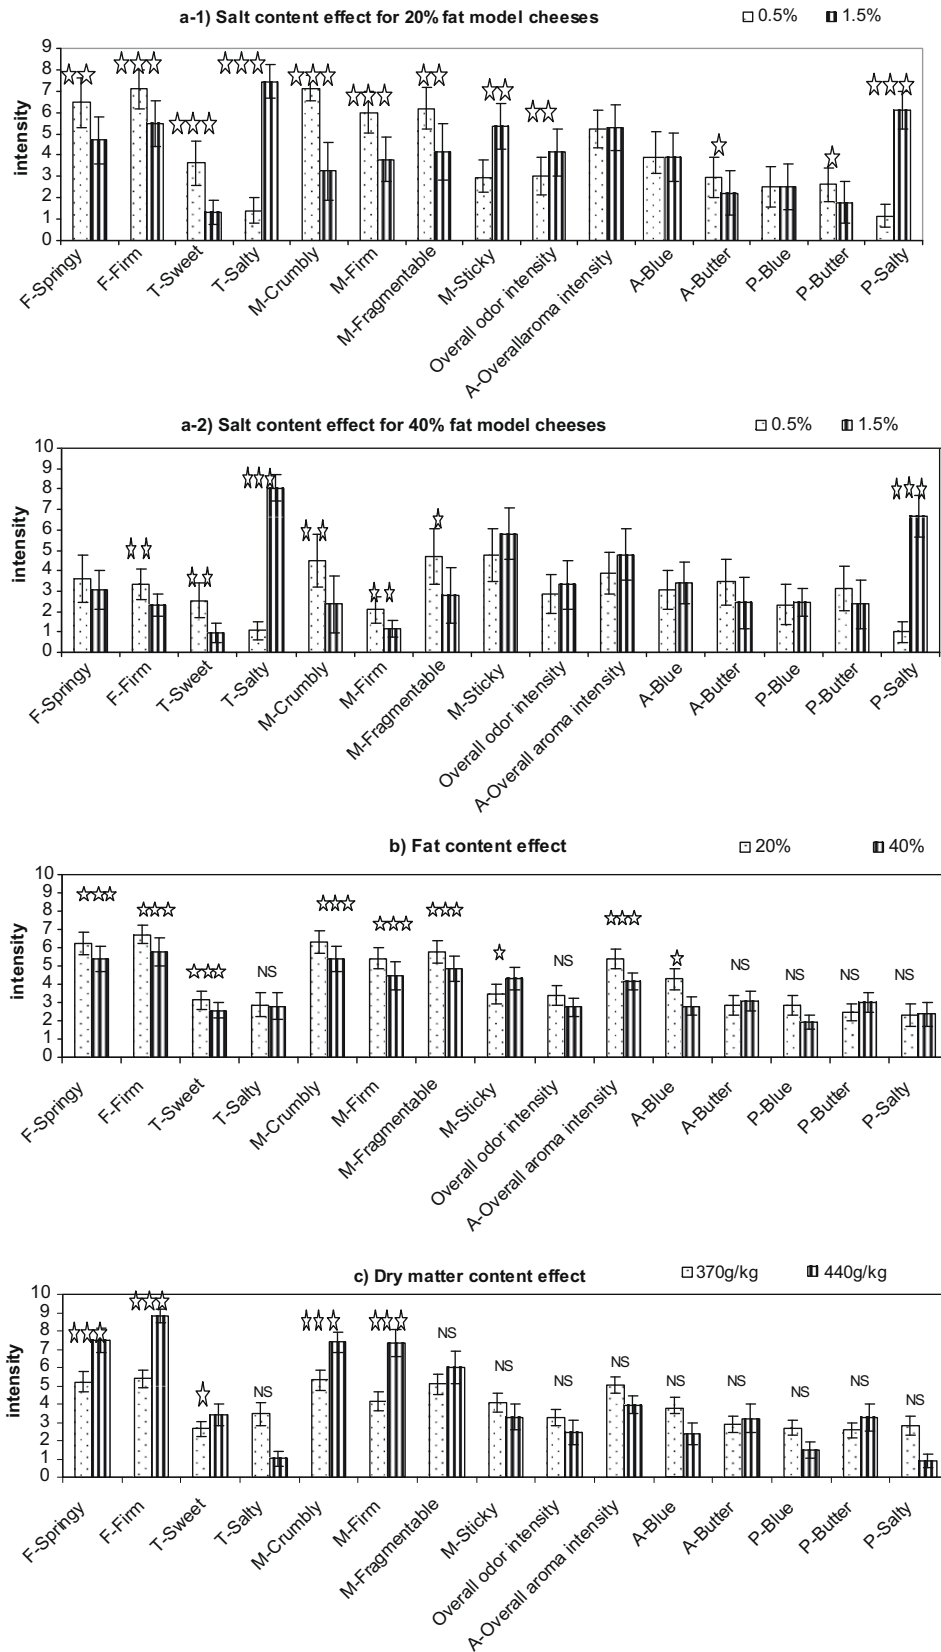 a-1) Salt content effect for 20% fat model cheeses
0.5% 1.5%
intensity
9
8
7
6
5
4
3
2
1
0
F-Springy
F-Firm
T-Sweet
T-Salty
M-Crumbly
M-Firm
M-Fragmentable
M-Sticky
Overall odor intensity
A-Overallaroma intensity
A-Blue
A-Butter
P-Blue
P-Butter
P-Salty
a-2) Salt content effect for 40% fat model cheeses
0.5% 1.5%
intensity
10
9
8
7
6
5
4
3
2
1
0
F-Springy
F-Firm
T-Sweet
T-Salty
M-Crumbly
M-Firm
M-Fragmentable
M-Sticky
Overall odor intensity
A-Overall aroma intensity
A-Blue
A-Butter
P-Blue
P-Butter
P-Salty
b) Fat content effect
20% 40%
intensity
10
9
8
7
6
5
4
3
2
1
0
NS
NS
NS
NS
NS
NS
F-Springy
F-Firm
T-Sweet
T-Salty
M-Crumbly
M-Firm
M-Fragmentable
M-Sticky
Overall odor intensity
A-Overall aroma intensity
A-Blue
A-Butter
P-Blue
P-Butter
P-Salty
c) Dry matter content effect
370g/kg 440g/kg
intensity
10
9
8
7
6
5
4
3
2
1
0
NS
NS
NS
NS
NS
NS
NS
NS
NS
NS
F-Springy
F-Firm
T-Sweet
T-Salty
M-Crumbly
M-Firm
M-Fragmentable
M-Sticky
Overall odor intensity
A-Overall aroma intensity
A-Blue
A-Butter
P-Blue
P-Butter
P-Salty